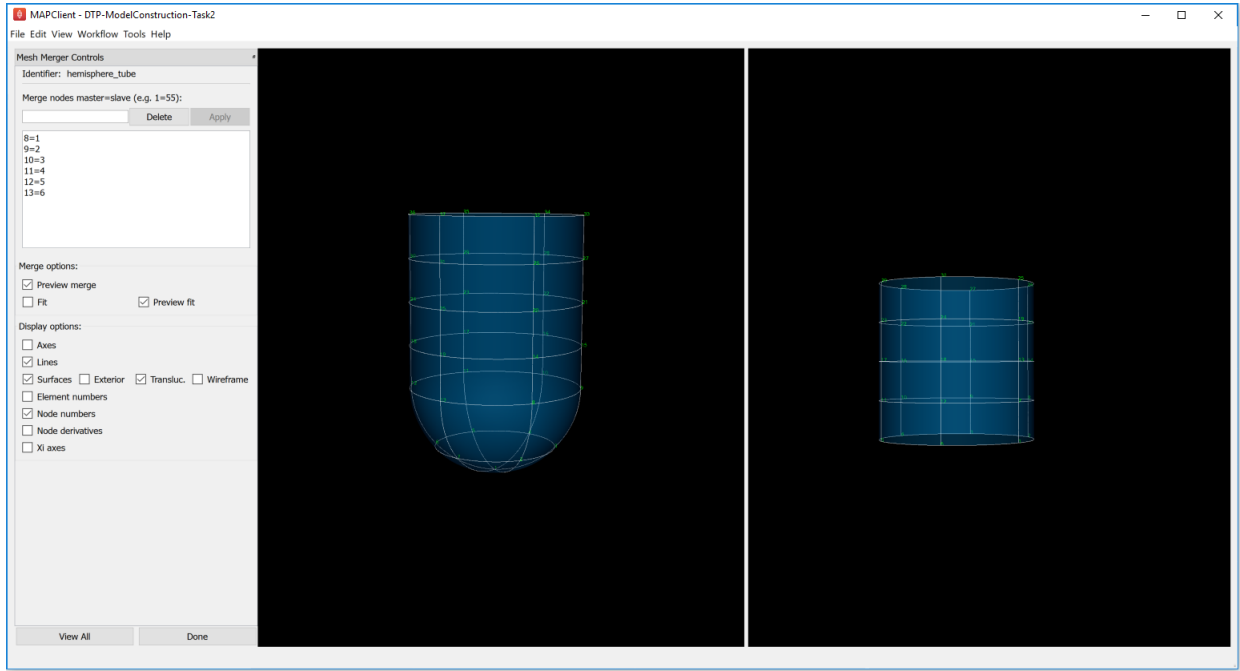 MAPClient - DTP-ModelConstruction-Task2
File Edit View Workflow Tools Help
Mesh Merger Controls
Identifier: hemisphere_tube
Merge nodes master=slave (e.g. 1=55):
Delete Apply
8=1
9=2
10=3
11=4
12=5
13=6
Merge options:
Preview merge
Fit Preview fit
Display options:
Axes
Lines
Surfaces Exterior Transluc. Wireframe
Element numbers
Node numbers
Node derivatives
Xi axes
View All Done